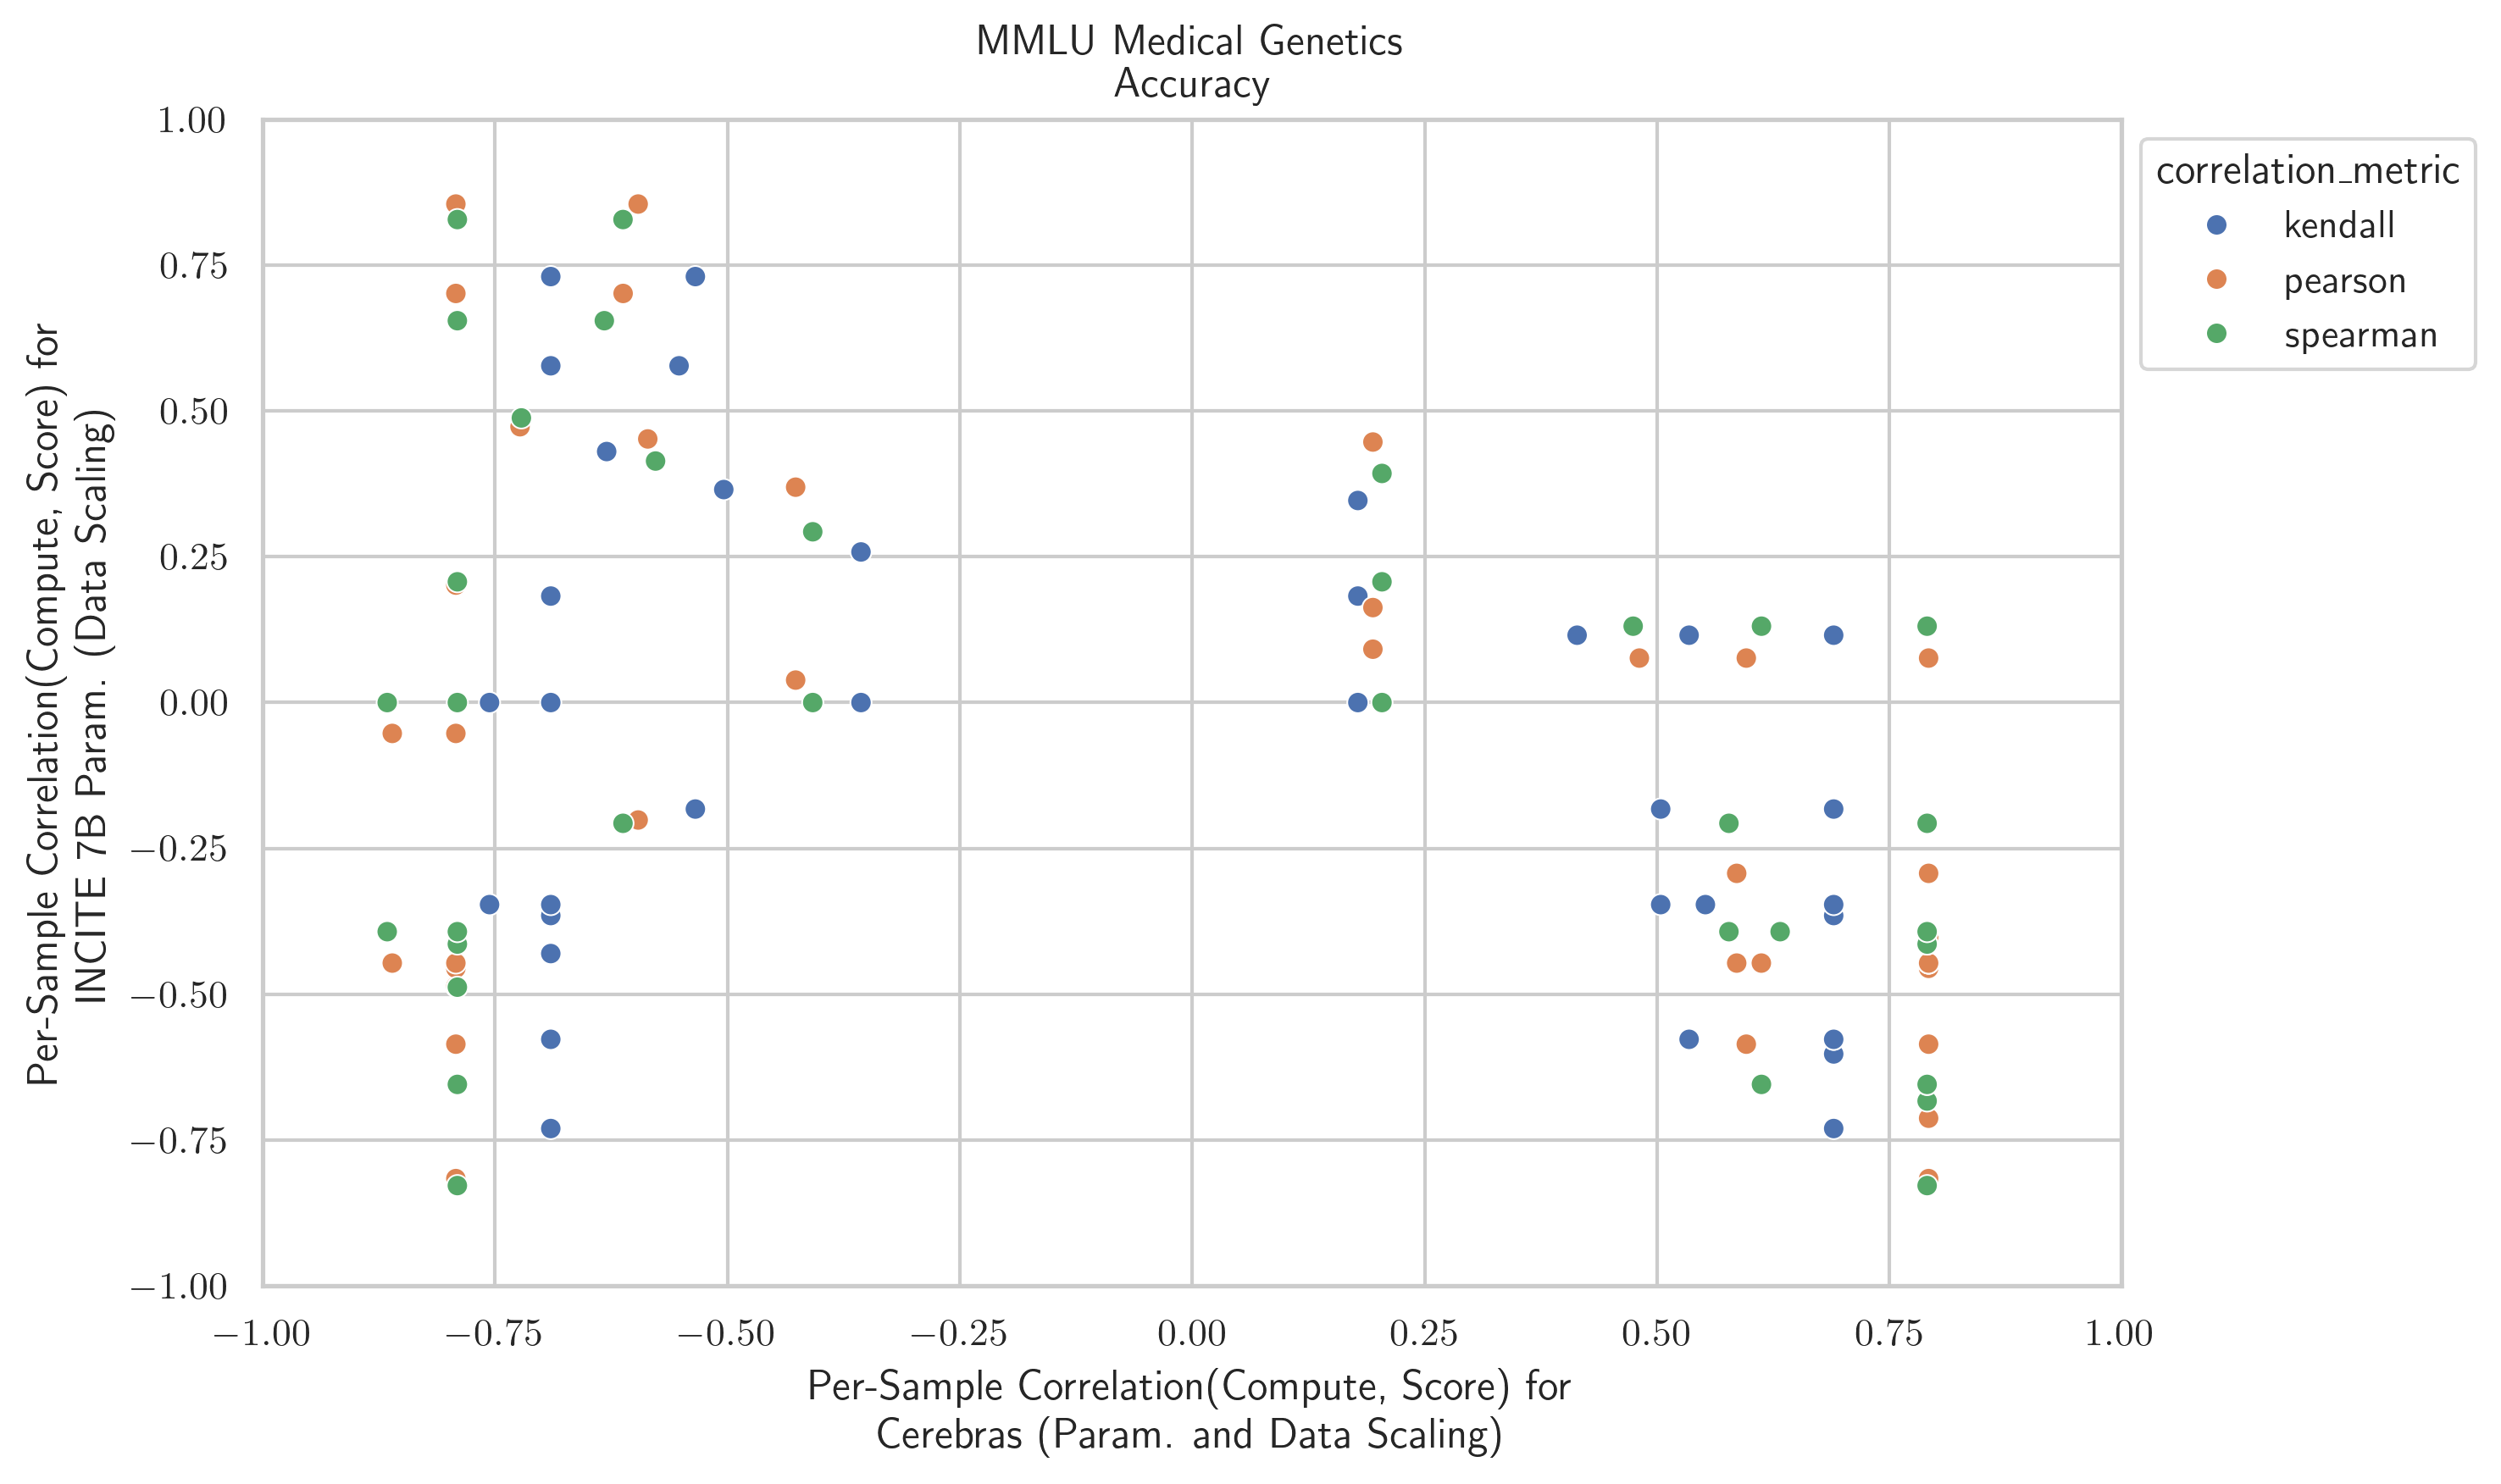 MMLU Medical Genetics
Accuracy
1.00
0.75
0.50
0.25
0.00
−0.25
−0.50
−0.75
−1.00
Per-Sample Correlation(Compute, Score) for
INCITE 7B Param. (Data Scaling)
−1.00 −0.75 −0.50 −0.25 0.00 0.25 0.50 0.75 1.00
Per-Sample Correlation(Compute, Score) for
Cerebras (Param. and Data Scaling)
correlation_metric
kendall
pearson
spearman